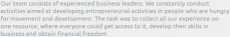 Our team consists of experienced business leaders. We constantly conduct
activities aimed at developing entrepreneurial activities in people who are hungry
for movement and development. The task was to collect all our experience on
one resource, where everyone could get access to it, develop their skills in
business and obtain financial freedom